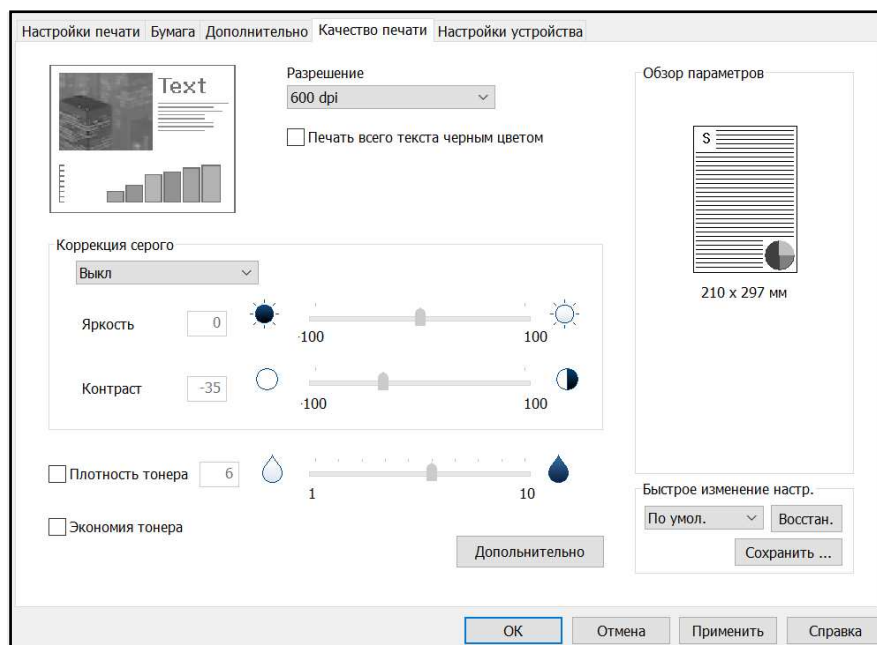 Настройки печати Бумага Дополнительно Качество печати Настройки устройства
Text
Разрешение
600 dpi
Печать всего текста черным цветом
Обзор параметров
S
210 x 297 мм
Коррекция серого
Выкл
Яркость 0
-100 100
Контраст -35
-100 100
Плотность тонера 6
1 10
Экономия тонера
Допольнительно
Быстрое изменение настр.
По умол. Восстан.
Сохранить ...
ОК Отмена Применить Справка